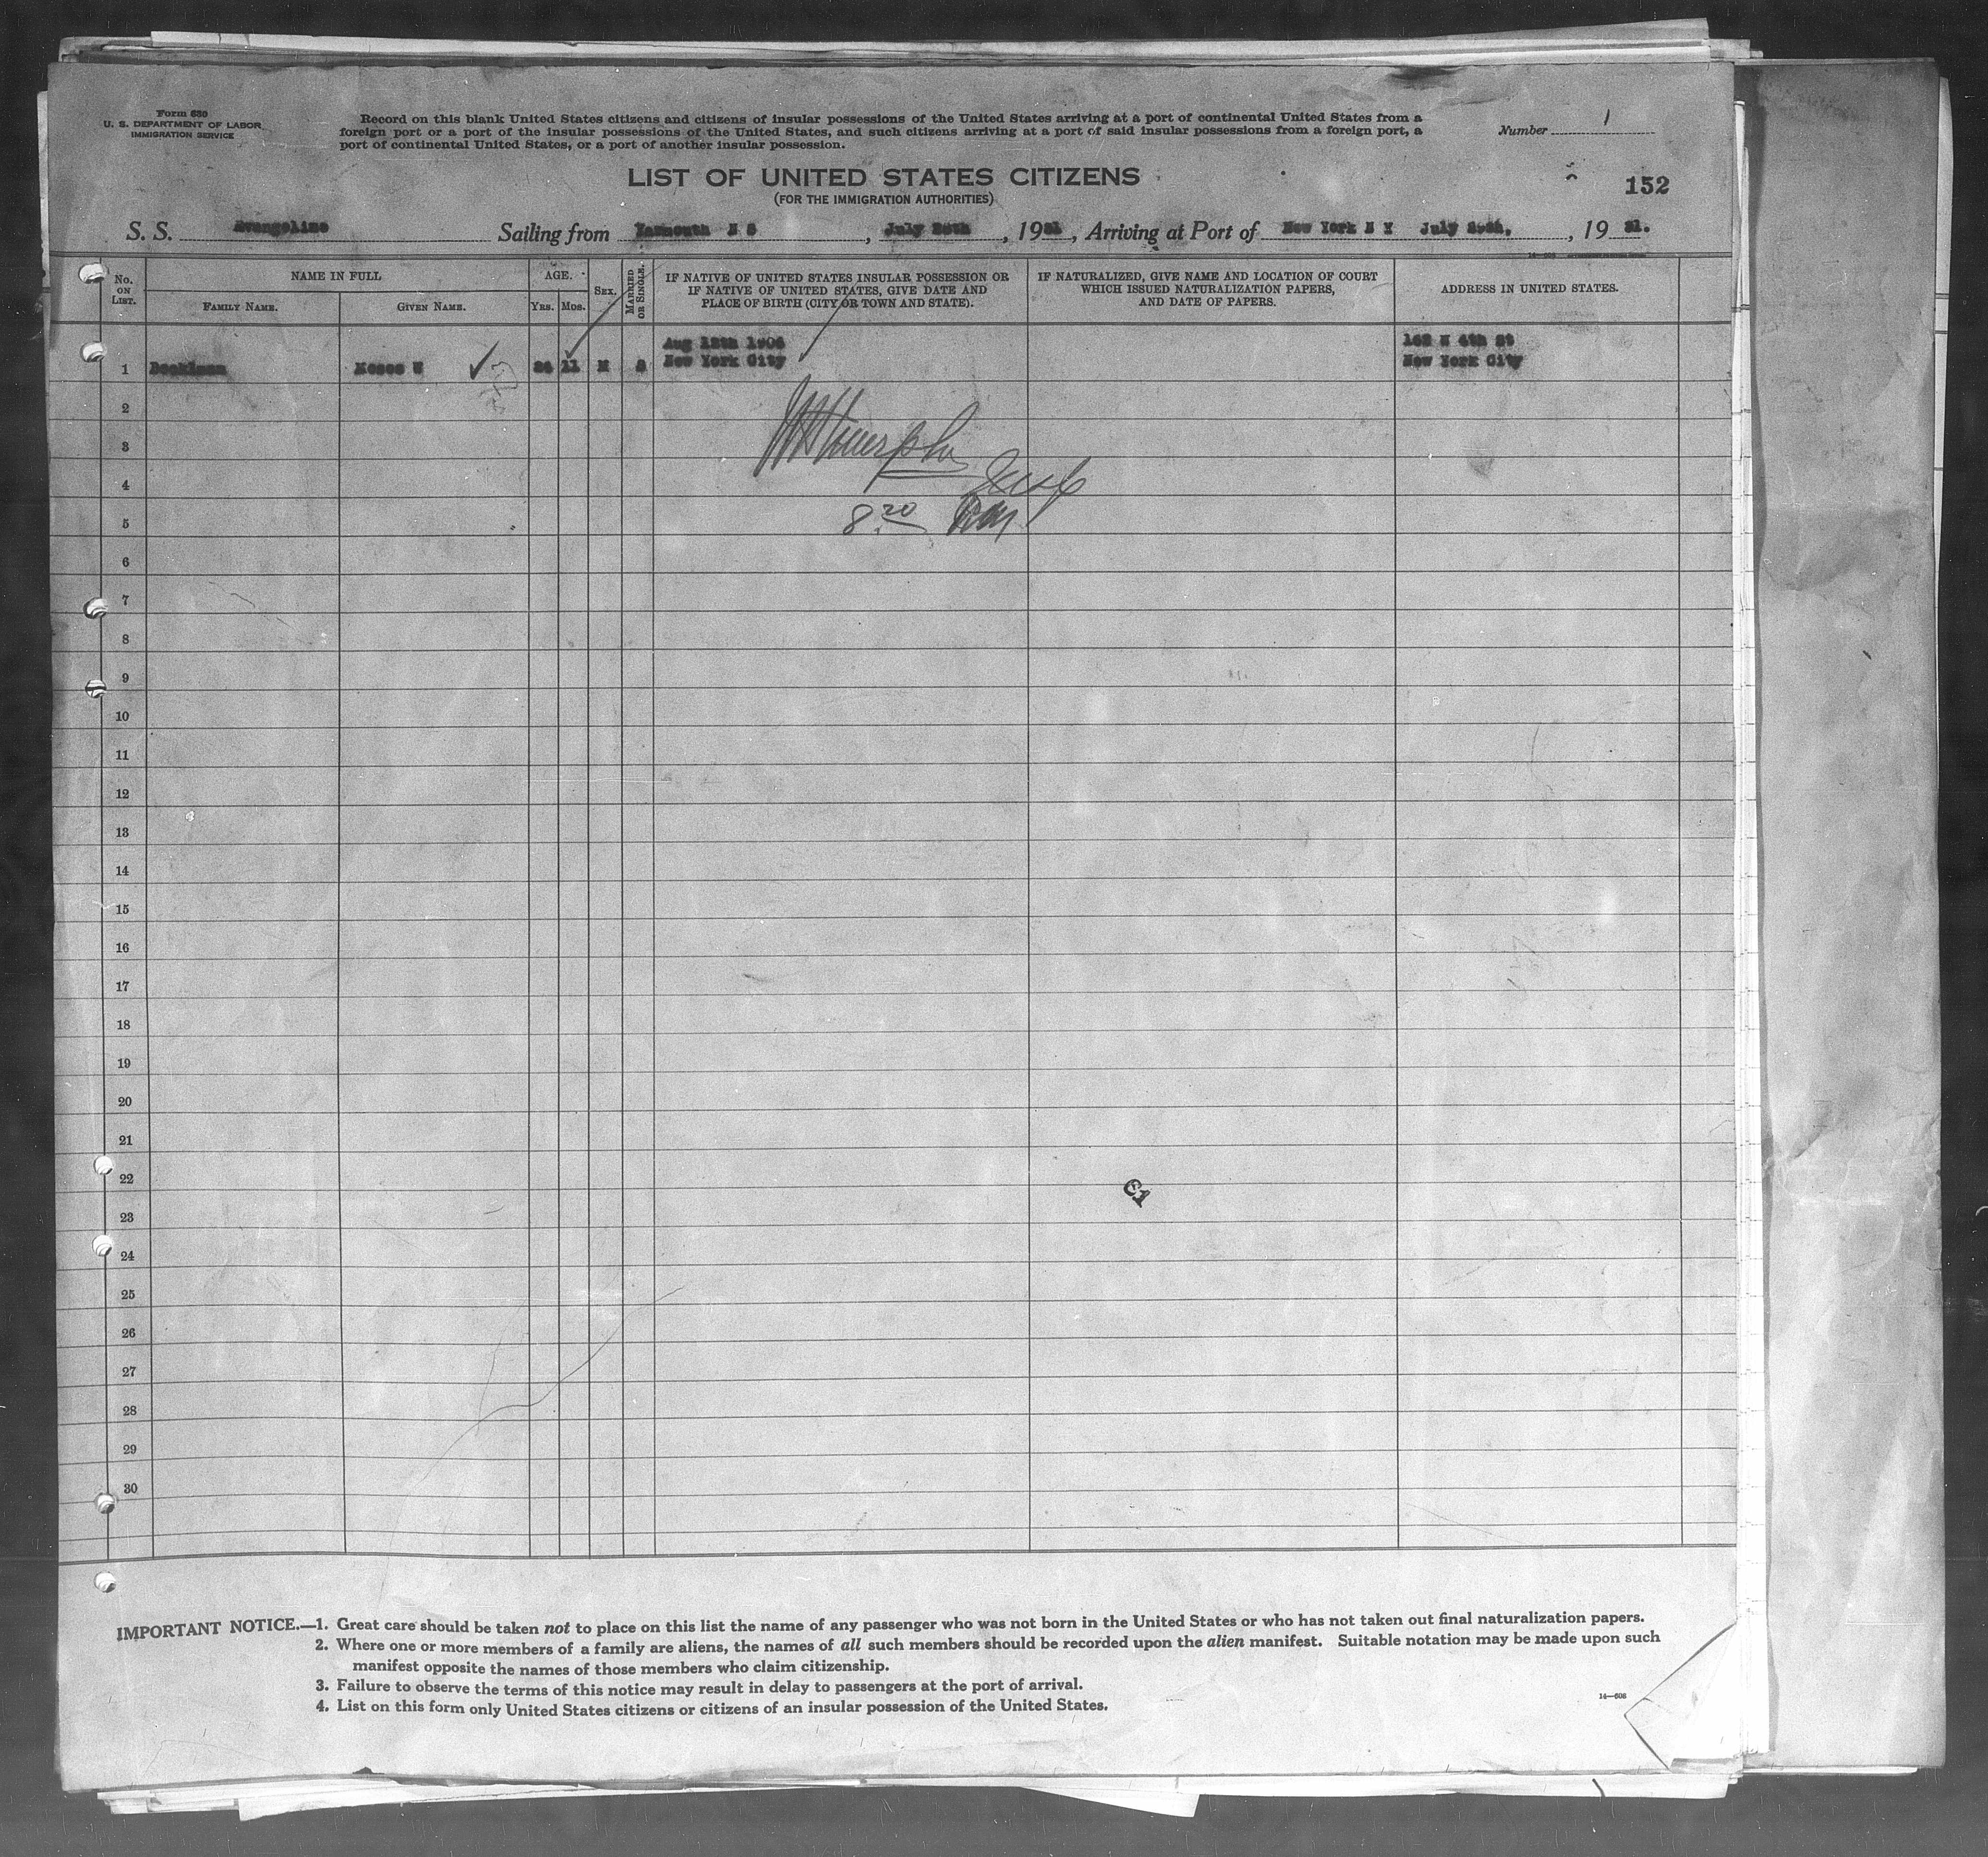 Form 630
U. S. DEPARTMENT OF LABOR
IMMIGRATION SERVICE
Record on this blank United States citizens and citizens of insular possessions of the United States arriving at a port of continental United States from a
foreign port or a port of the insular possessions of the United States, and such citizens arriving at a port of said insular possessions from a foreign port, a
port of continental United States, or a port of another insular possession.
Number 1
LIST OF UNITED STATES CITIZENS
(FOR THE IMMIGRATION AUTHORITIES)
152
S. S. Evangeline Sailing from Yarmouth N S, July, 1931, Arriving at Port of New York N Y July, 1931.
No. ON LIST.
NAME IN FULL
FAMILY NAME.
GIVEN NAME.
AGE.
YRS.
MOS.
SEX.
MARRIED OR SINGLE.
IF NATIVE OF UNITED STATES INSULAR POSSESSION OR
IF NATIVE OF UNITED STATES, GIVE DATE AND
PLACE OF BIRTH (CITY OR TOWN AND STATE).
IF NATURALIZED, GIVE NAME AND LOCATION OF COURT
WHICH ISSUED NATURALIZATION PAPERS,
AND DATE OF PAPERS.
ADDRESS IN UNITED STATES.
Aug 12th 1906
4th St
1 Moses W 24 11 M S New York City New York City
2
3
4
5 8 20
6
7
8
9
10
11
12
13
14
15
16
17
18
19
20
21
22
C1
23
24
25
26
27
28
29
30
IMPORTANT NOTICE.—1. Great care should be taken not to place on this list the name of any passenger who was not born in the United States or who has not taken out final naturalization papers.
2. Where one or more members of a family are aliens, the names of all such members should be recorded upon the alien manifest. Suitable notation may be made upon such
manifest opposite the names of those members who claim citizenship.
3. Failure to observe the terms of this notice may result in delay to passengers at the port of arrival.
4. List on this form only United States citizens or citizens of an insular possession of the United States.
14—608